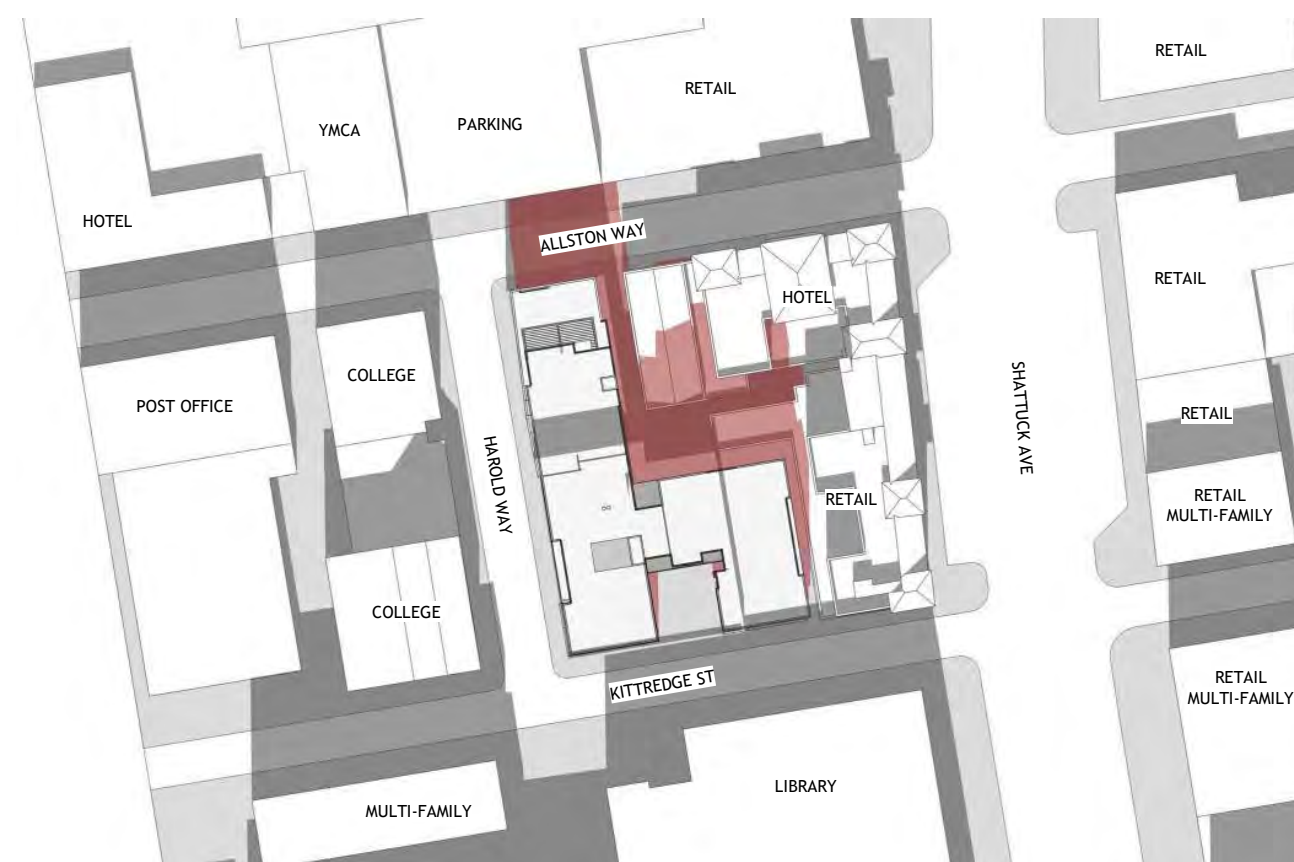 RETAIL
RETAIL
PARKING
YMCA
HOTEL
ALLSTON WAY
RETAIL
HOTEL
COLLEGE
POST OFFICE
SHATTUCK AVE
RETAIL
HAROLD WAY
RETAIL
RETAIL
MULTI-FAMILY
COLLEGE
KITTREDGE ST
RETAIL
MULTI-FAMILY
LIBRARY
MULTI-FAMILY